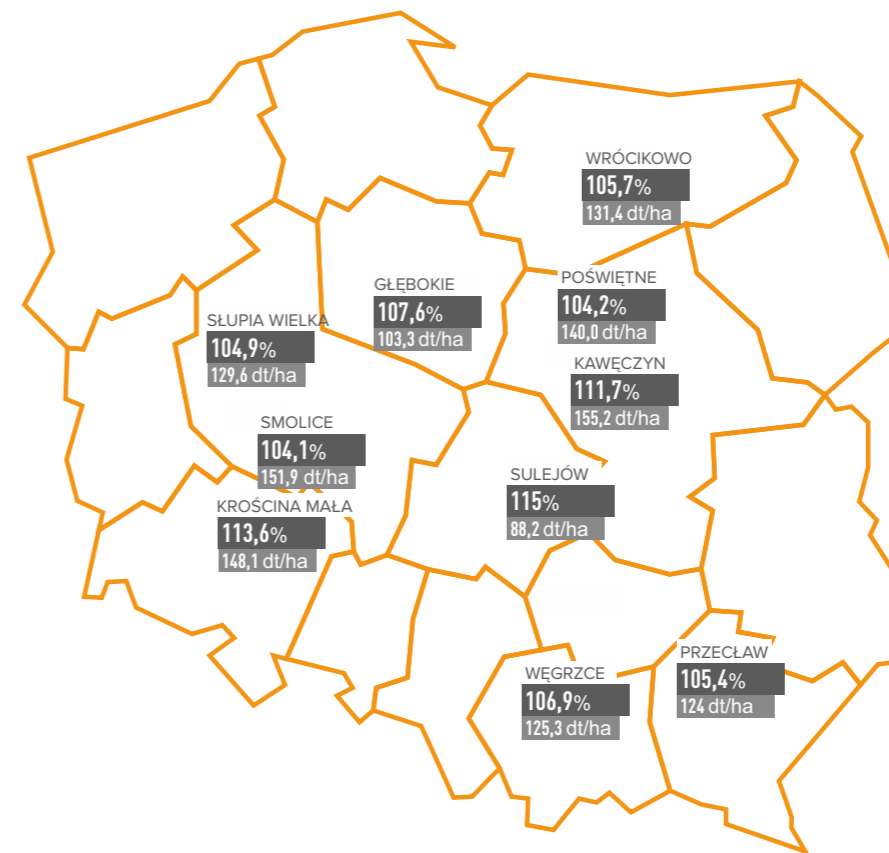 WRÓCIKOWO
105,7%
131,4 dt/ha
POŚWIĘTNE
104,2%
140,0 dt/ha
GŁĘBOKIE
107,6%
103,3 dt/ha
SŁUPIA WIELKA
104,9%
129,6 dt/ha
KAWĘCZYN
111,7%
155,2 dt/ha
SMOLICE
104,1%
151,9 dt/ha
SULEJÓW
115%
88,2 dt/ha
KROŚCINA MAŁA
113,6%
148,1 dt/ha
PRZECŁAW
105,4%
124 dt/ha
WĘGRZCE
106,9%
125,3 dt/ha